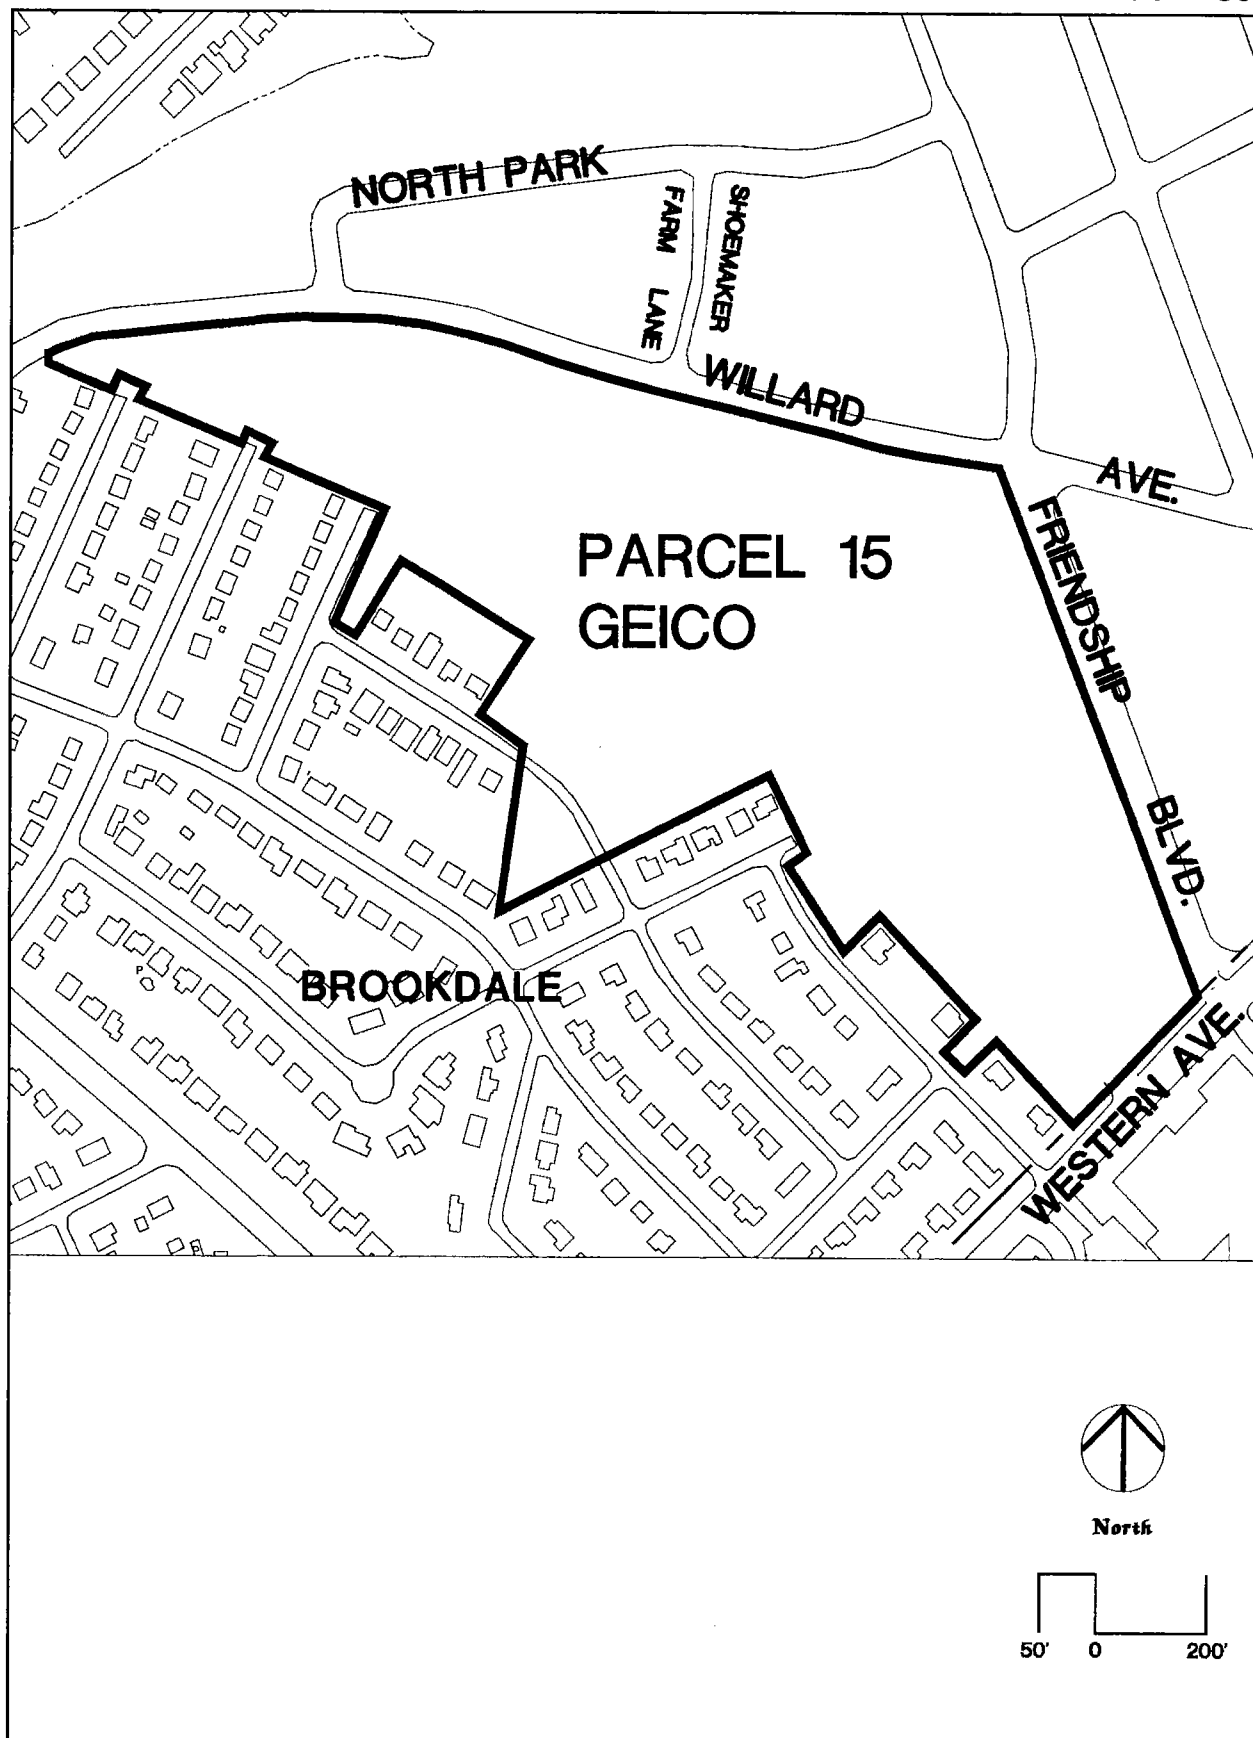 NORTH PARK
SHOEMAKER
FARM LANE
WILLARD
AVE.
PARCEL 15
GEICO
FRIENDSHIP
BLVD.
BROOKDALE
P
WESTERN AVE.
North
50' 0 200'